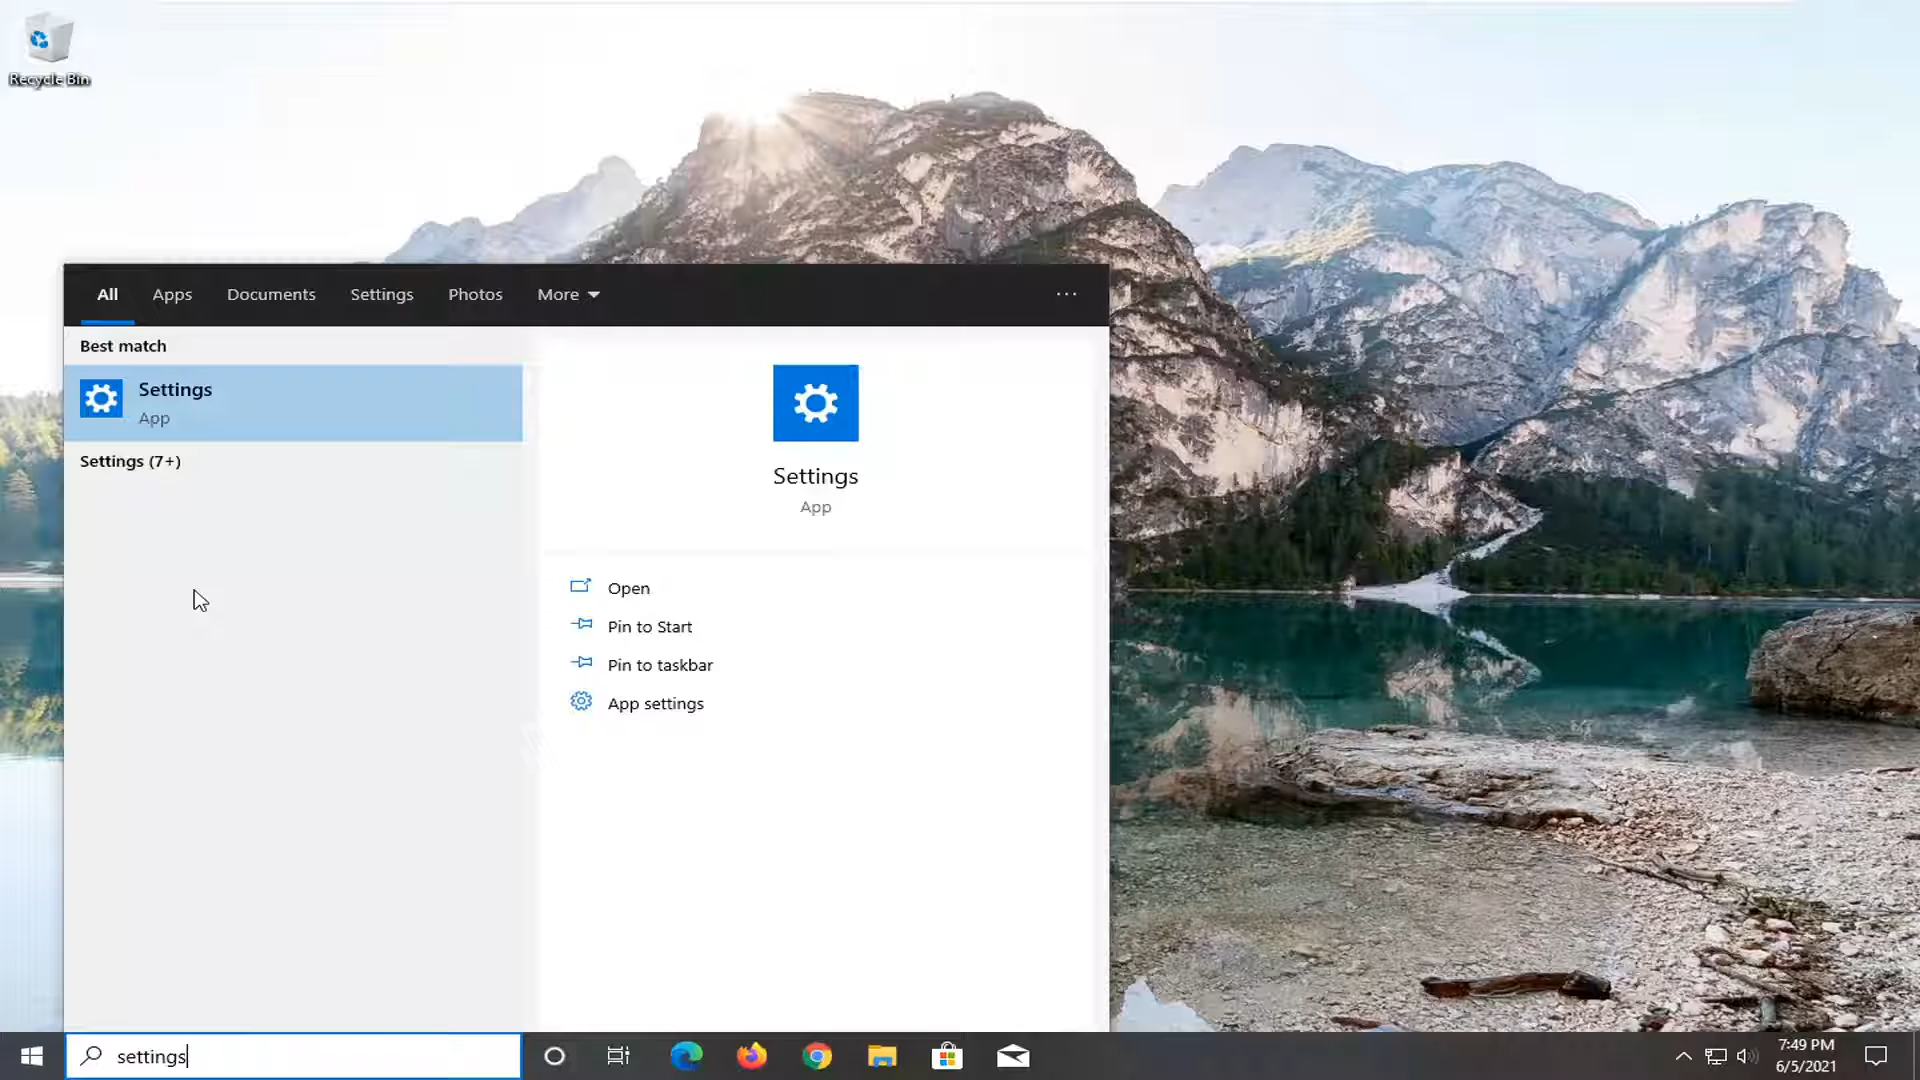 Recycle Bin
All Apps Documents Settings Photos More
Best match
Settings
App
Settings (7+)
Settings
App
Open
Pin to Start
Pin to taskbar
App settings
settings
7:49 PM
6/5/2021